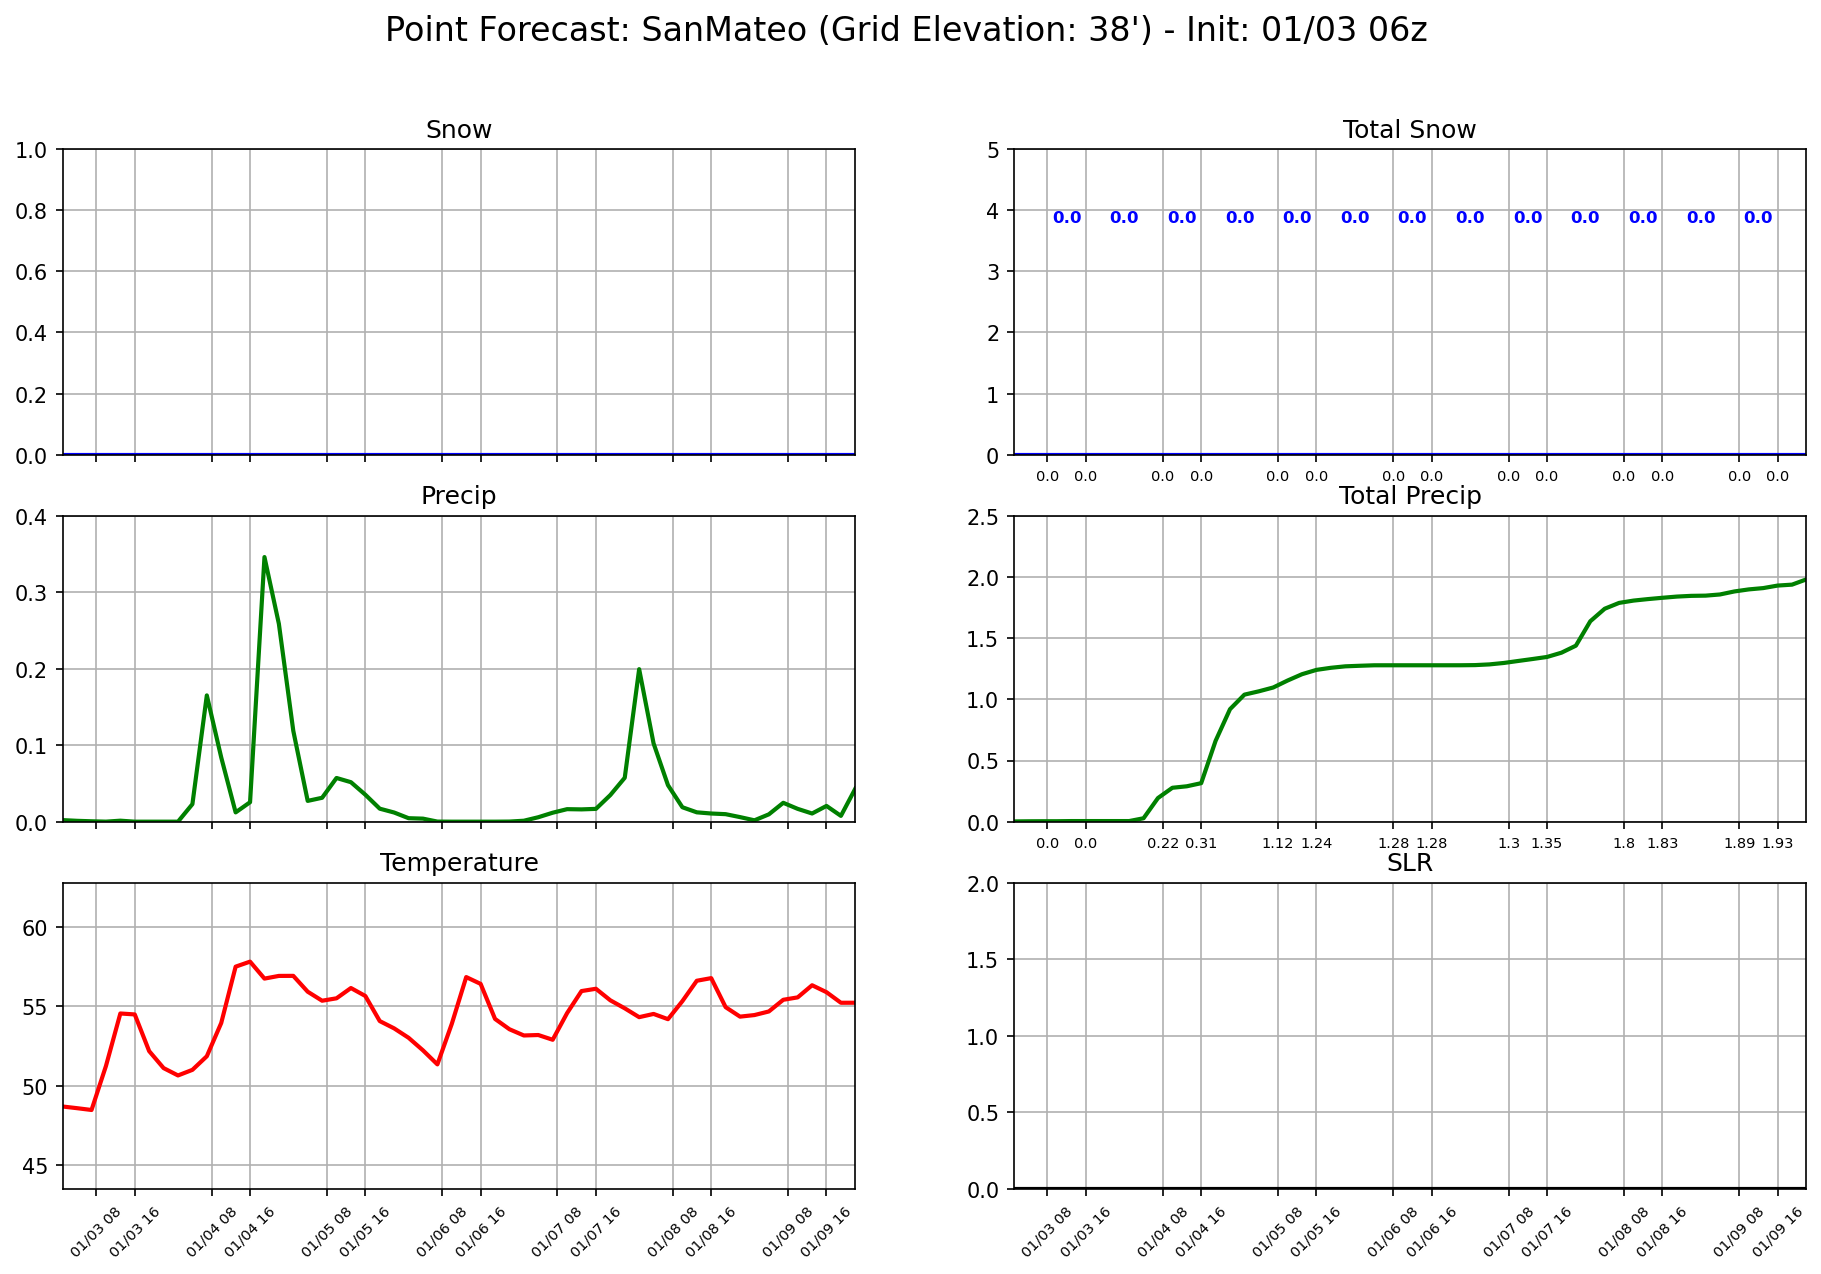 Point Forecast: SanMateo (Grid Elevation: 38') - Init: 01/03 06z
Snow
1.0
0.8
0.6
0.4
0.2
0.0
Total Snow
5
4
3
2
1
0
0.0 0.0 0.0 0.0 0.0 0.0 0.0 0.0 0.0 0.0 0.0 0.0 0.0
0.0 0.0 0.0 0.0 0.0 0.0 0.0 0.0 0.0 0.0 0.0 0.0 0.0 0.0
Precip
0.4
0.3
0.2
0.1
0.0
Total Precip
2.5
2.0
1.5
1.0
0.5
0.0
0.0 0.0 0.22 0.31 1.12 1.24 1.28 1.28 1.3 1.35 1.8 1.83 1.89 1.93
Temperature
60
55
50
45
01/03 08 01/03 16 01/04 08 01/04 16 01/05 08 01/05 16 01/06 08 01/06 16 01/07 08 01/07 16 01/08 08 01/08 16 01/09 08 01/09 16
SLR
2.0
1.5
1.0
0.5
0.0
01/03 08 01/03 16 01/04 08 01/04 16 01/05 08 01/05 16 01/06 08 01/06 16 01/07 08 01/07 16 01/08 08 01/08 16 01/09 08 01/09 16